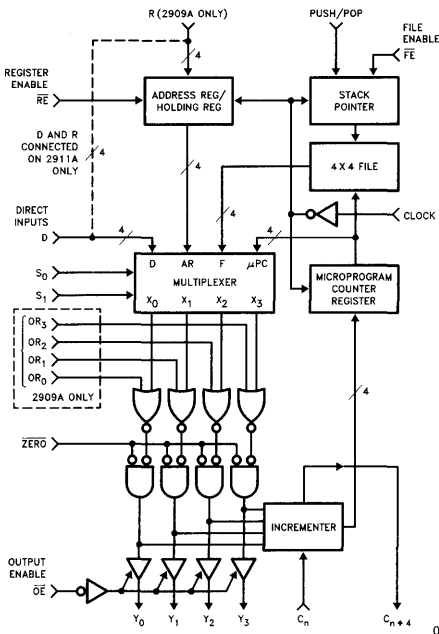 R (2909A ONLY)
PUSH/POP
FILE
ENABLE
FE
4
REGISTER
ENABLE
RE
ADDRESS REG/
HOLDING REG
STACK
POINTER
D AND R
CONNECTED
ON 2911A
ONLY
4
4
4 X 4 FILE
4
CLOCK
DIRECT
INPUTS
D
4
4
D AR F μPC
MULTIPLEXER
X0 X1 X2 X3
S0
S1
MICROPROGRAM
COUNTER
REGISTER
OR3
OR2
OR1
OR0
2909A ONLY
4
ZERO
INCREMENTER
OUTPUT
ENABLE
OE
Y0 Y1 Y2 Y3 Cn Cn+4
0